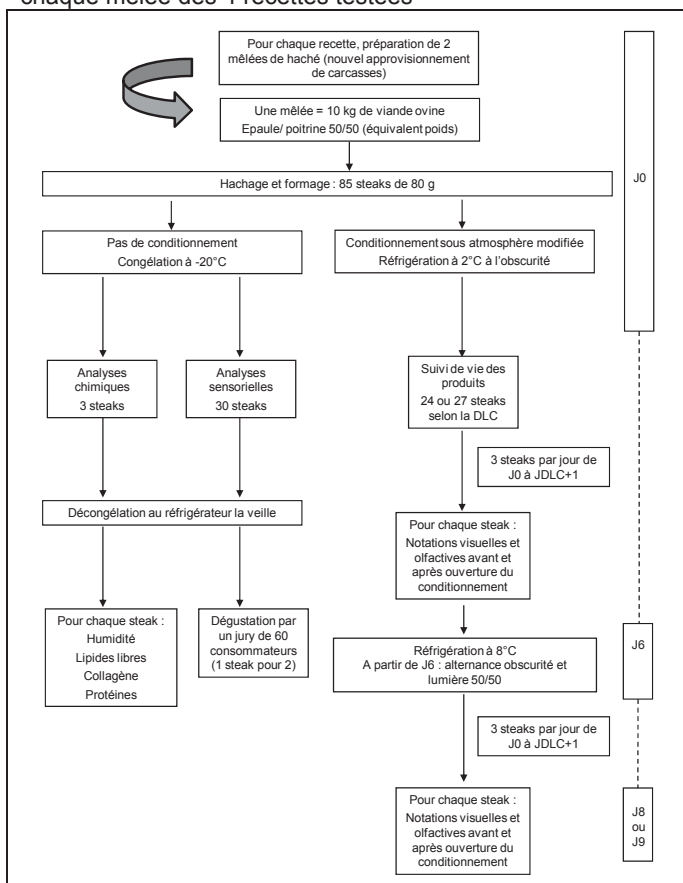 chaque mêlée des 4 recettes testées
Pour chaque recette, préparation de 2
mêlées de haché (nouvel approvisionnement
de carcasses)
Une mêlée = 10 kg de viande ovine
Epaule/ poitrine 50/50 (équivalent poids)
Hachage et formage : 85 steaks de 80 g
J0
Pas de conditionnement
Congélation à -20°C
Conditionnement sous atmosphère modifiée
Réfrigération à 2°C à l'obscurité
Analyses
chimiques
3 steaks
Analyses
sensorielles
30 steaks
Suivi de vie des
produits
24 ou 27 steaks
selon la DLC
3 steaks par jour de
J0 à JDLC+1
Décongélation au réfrigérateur la veille
Pour chaque steak :
Notations visuelles et
olfactives avant et
après ouverture du
conditionnement
Pour chaque steak :
Humidité
Lipides libres
Collagène
Protéines
Dégustation par
un jury de 60
consommateurs
(1 steak pour 2)
Réfrigération à 8°C
A partir de J6 : alternance obscurité et
lumière 50/50
J6
3 steaks par jour de
J0 à JDLC+1
Pour chaque steak :
Notations visuelles et
olfactives avant et
après ouverture du
conditionnement
J8
ou
J9